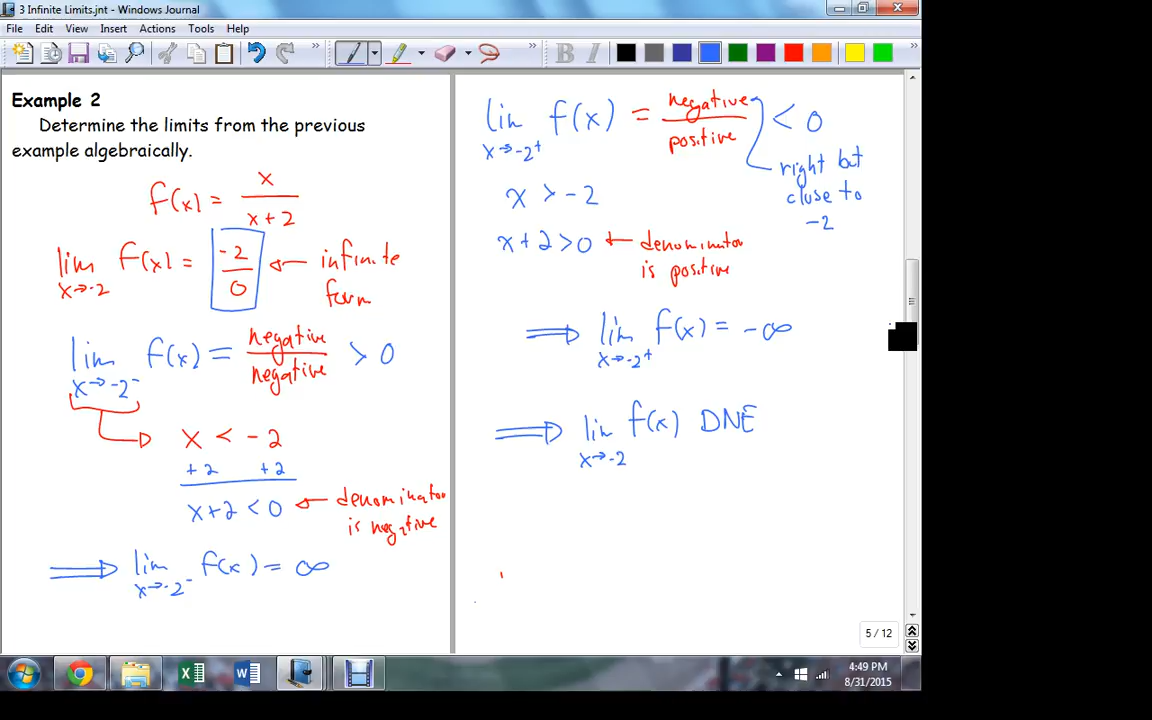 3 Infinite Limits.jnt - Windows Journal
File Edit View Insert Actions Tools Help
Example 2
Determine the limits from the previous
example algebraically.
f(x) = x / x+2
lim x→-2 f(x) = -2 / 0 ← infinite form
lim x→-2⁻ f(x) = negative / negative > 0
x < -2
+2 +2
x+2 < 0 ← denominator is negative
⟹ lim x→-2⁻ f(x) = ∞
lim x→-2⁺ f(x) = negative / positive < 0
right but
close to
-2
x > -2
x+2 > 0 ← denominator is positive
⟹ lim x→-2⁺ f(x) = -∞
⟹ lim x→-2 f(x) DNE
5 / 12
4:49 PM
8/31/2015